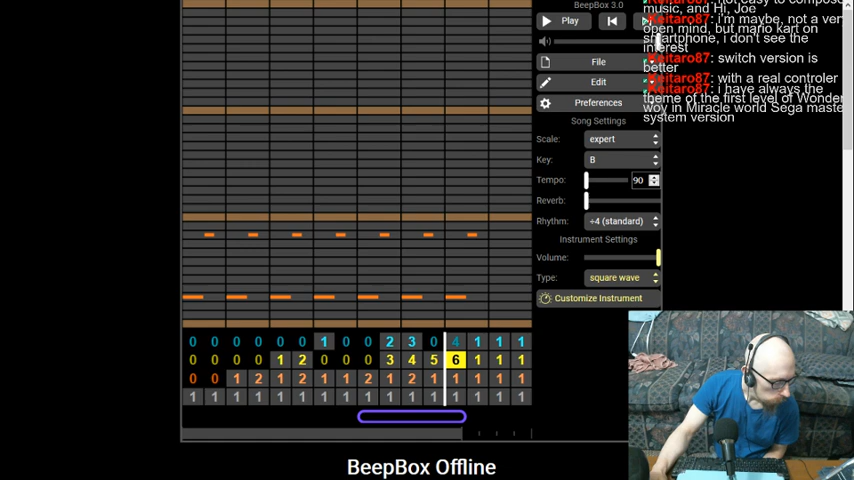 BeepBox 3.0
Play
File
Edit
Preferences
Song Settings
Scale: expert
Key: B
Tempo: 90
Reverb:
Rhythm: ÷4 (standard)
Instrument Settings
Volume:
Type: square wave
Customize Instrument
music, and Hi, Joe
Keitaro87: i'm maybe, not a very
open mind, but mario kart on
smartphone, i don't see the
interest
Keitaro87: switch version is
better
Keitaro87: with a real controler
Keitaro87: i have always the
theme of the first level of Wonder
boy in Miracle world Sega master
system version
0 0 0 0 0 0 1 0 0 2 3 0 4 1 1 1
0 0 0 0 1 2 0 0 0 3 4 5 6 1 1 1
0 0 1 2 1 2 1 1 2 1 2 1 1 1 1 1
1 1 1 1 1 1 1 1 1 1 1 1 1 1 1 1
BeepBox Offline